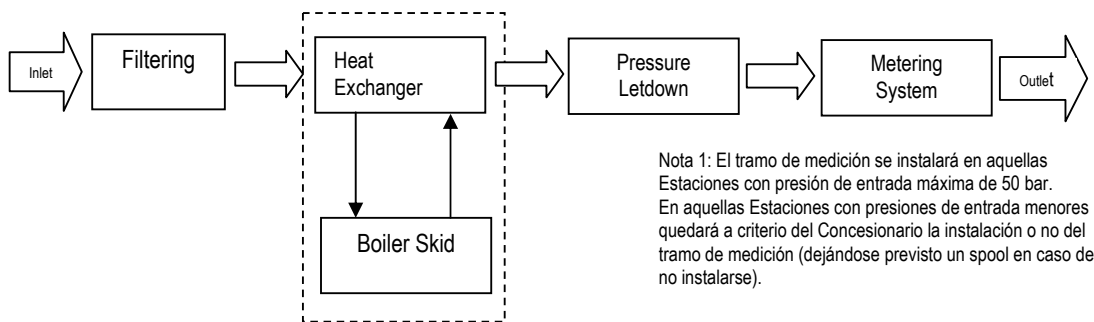 Inlet
Filtering
Heat
Exchanger
Pressure
Letdown
Metering
System
Outlet
Boiler Skid
Nota 1: El tramo de medición se instalará en aquellas
Estaciones con presión de entrada máxima de 50 bar.
En aquellas Estaciones con presiones de entrada menores
quedará a criterio del Concesionario la instalación o no del
tramo de medición (dejándose previsto un spool en caso de
no instalarse).